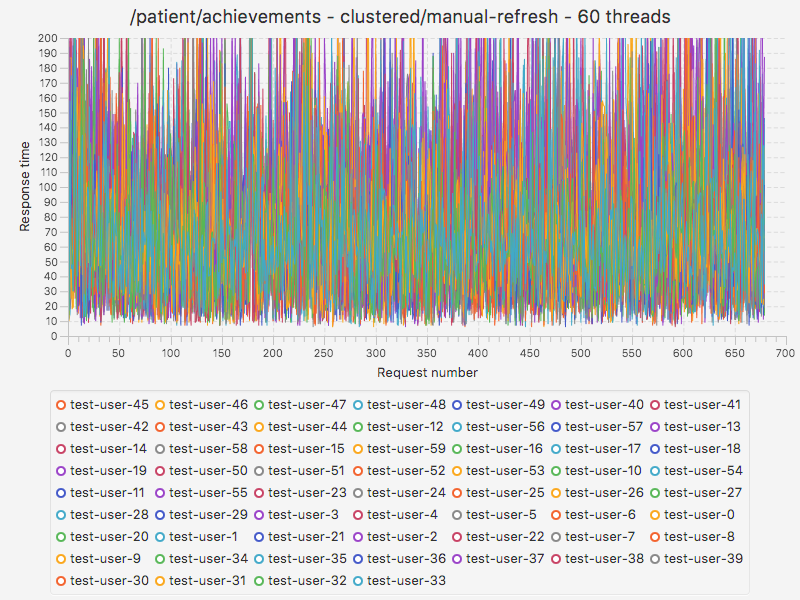 /patient/achievements - clustered/manual-refresh - 60 threads
200
190
180
170
160
150
140
130
120
110
100
90
80
70
60
50
40
30
20
10
0
Response time
0 50 100 150 200 250 300 350 400 450 500 550 600 650 700
Request number
test-user-45 test-user-46 test-user-47 test-user-48 test-user-49 test-user-40 test-user-41
test-user-42 test-user-43 test-user-44 test-user-12 test-user-56 test-user-57 test-user-13
test-user-14 test-user-58 test-user-15 test-user-59 test-user-16 test-user-17 test-user-18
test-user-19 test-user-50 test-user-51 test-user-52 test-user-53 test-user-10 test-user-54
test-user-11 test-user-55 test-user-23 test-user-24 test-user-25 test-user-26 test-user-27
test-user-28 test-user-29 test-user-3 test-user-4 test-user-5 test-user-6 test-user-0
test-user-20 test-user-1 test-user-21 test-user-2 test-user-22 test-user-7 test-user-8
test-user-9 test-user-34 test-user-35 test-user-36 test-user-37 test-user-38 test-user-39
test-user-30 test-user-31 test-user-32 test-user-33